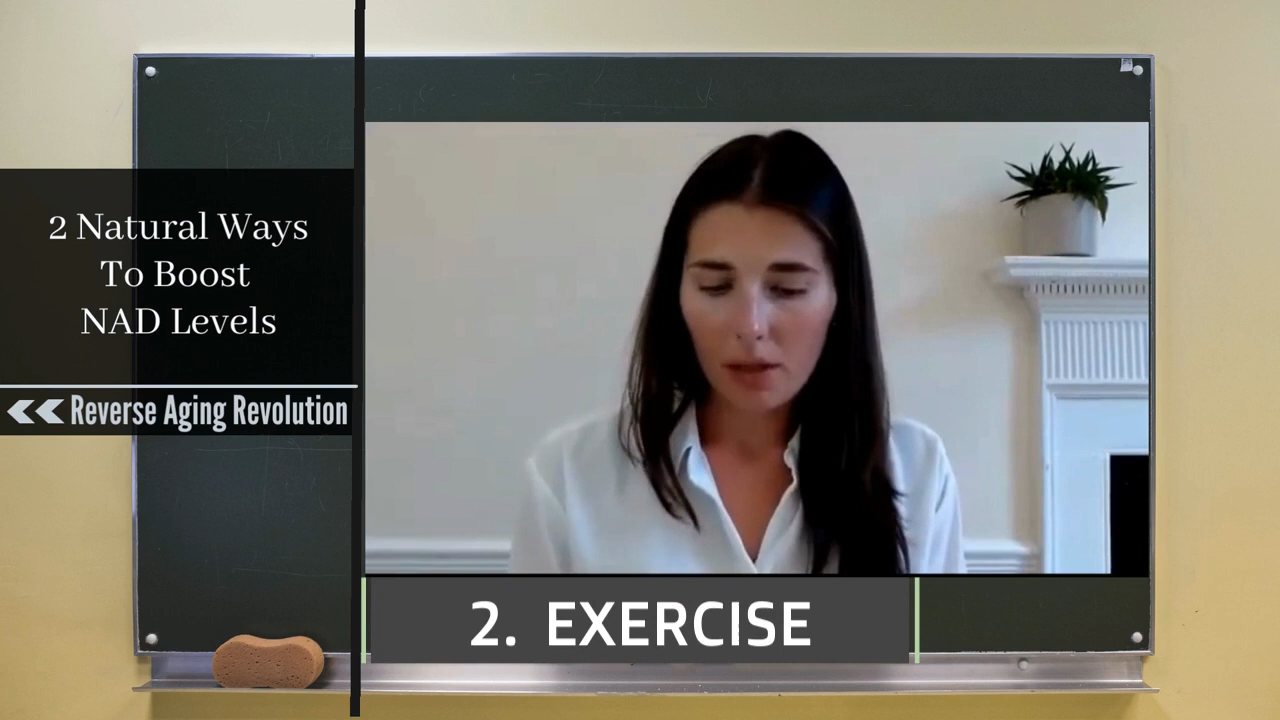 2 Natural Ways
To Boost
NAD Levels
Reverse Aging Revolution
2. EXERCISE